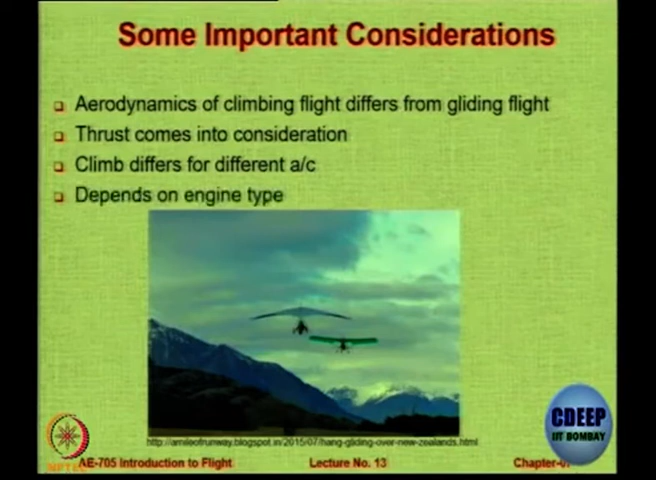 Some Important Considerations
Aerodynamics of climbing flight differs from gliding flight
Thrust comes into consideration
Climb differs for different a/c
Depends on engine type
http://amileofrunway.blogspot.in/2015/07/hang-gliding-over-new-zealands.html
CDEEP
IIT BOMBAY
NPTEL
AE-705 Introduction to Flight
Lecture No. 13